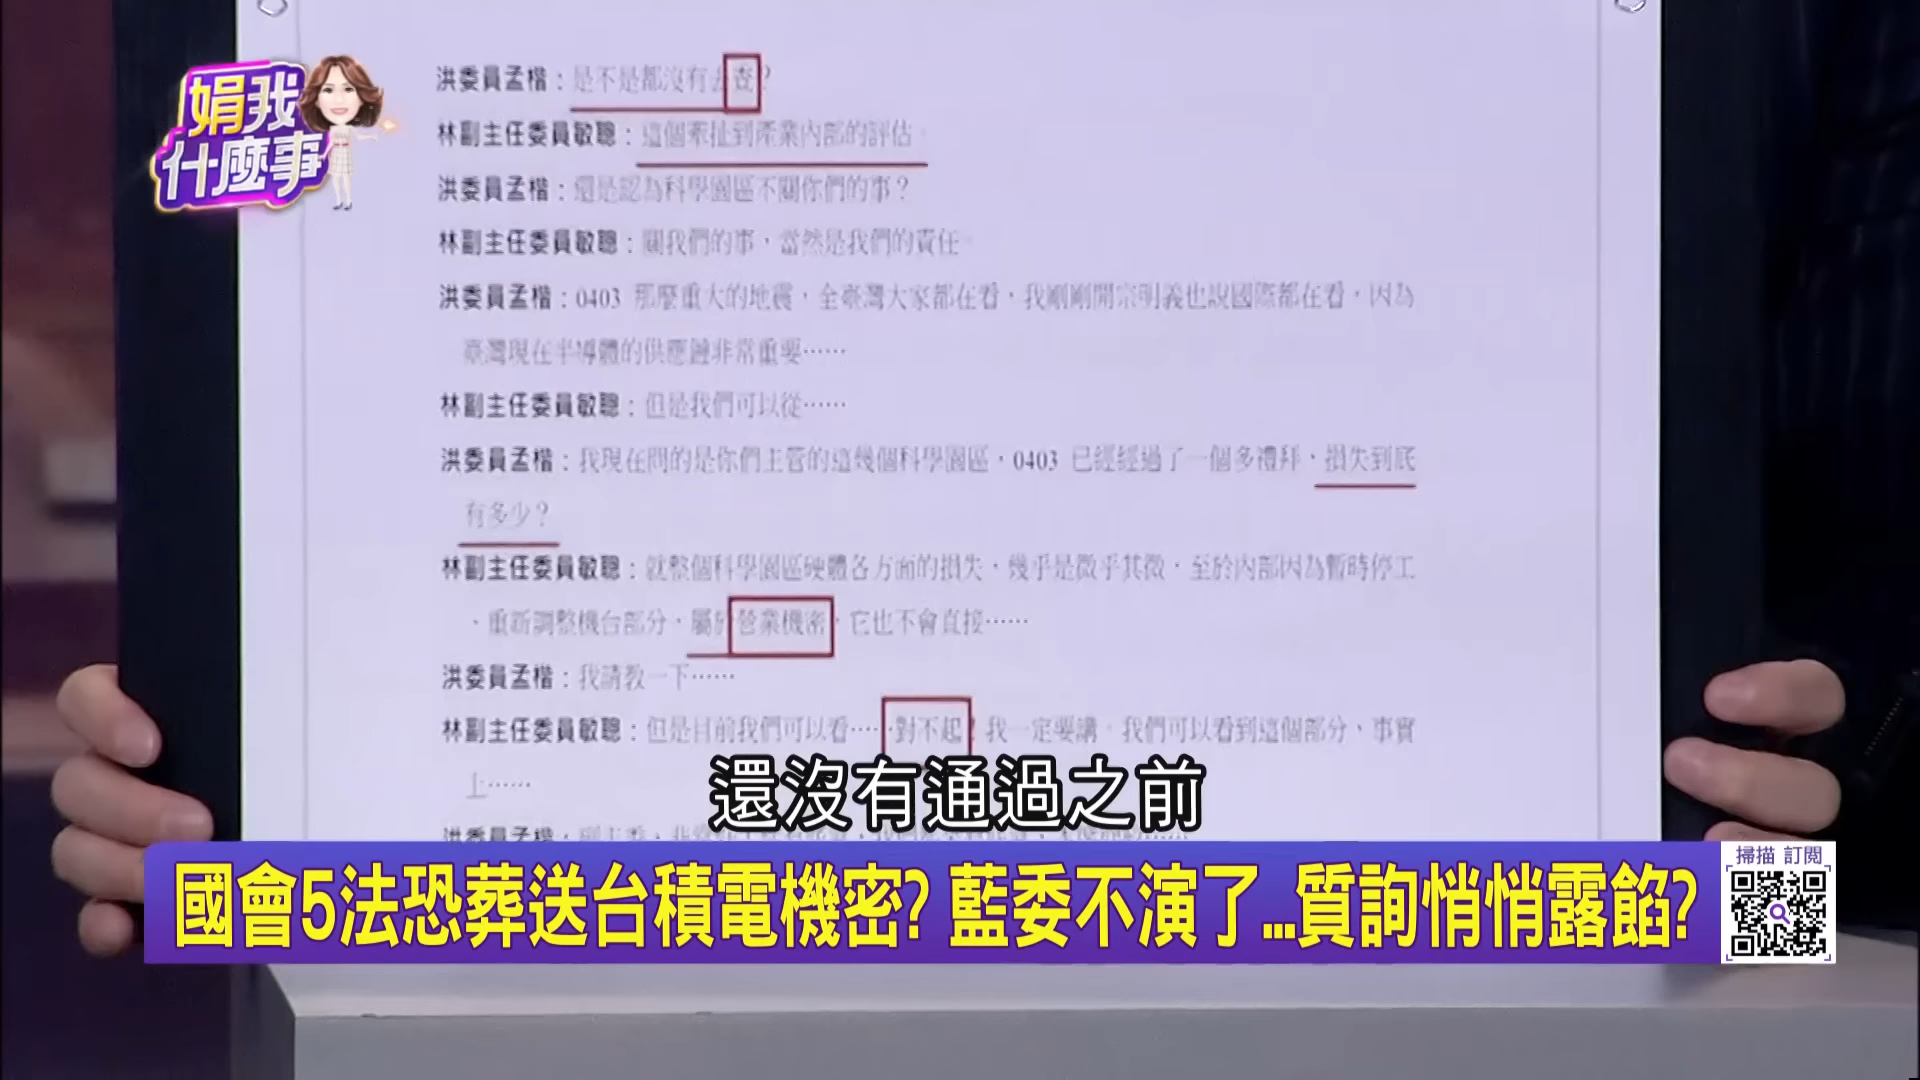 娟我
什麼事
洪委員孟楷：是不是都沒有去查？
林副主任委員敏聰：這個牽扯到產業內部的評估。
洪委員孟楷：還是認為科學園區不關你們的事？
林副主任委員敏聰：關我們的事，當然是我們的責任。
洪委員孟楷：0403 那麼重大的地震，全臺灣大家都在看，我剛剛開宗明義也說國際都在看，因為
臺灣現在半導體的供應鏈非常重要……
林副主任委員敏聰：但是我們可以從……
洪委員孟楷：我現在問的是你們主管的這幾個科學園區，0403 已經經過了一個多禮拜，損失到底
有多少？
林副主任委員敏聰：就整個科學園區硬體各方面的損失，幾乎是微乎其微，至於內部因為暫時停工
、重新調整機台部分，屬於營業機密，它也不會直接……
洪委員孟楷：我請教一下……
林副主任委員敏聰：但是目前我們可以看……對不起！我一定要講，我們可以看到這個部分，事實
上……
洪委員孟楷：副主委，
還沒有通過之前
國會5法恐葬送台積電機密? 藍委不演了...質詢悄悄露餡?
掃描 訂閱